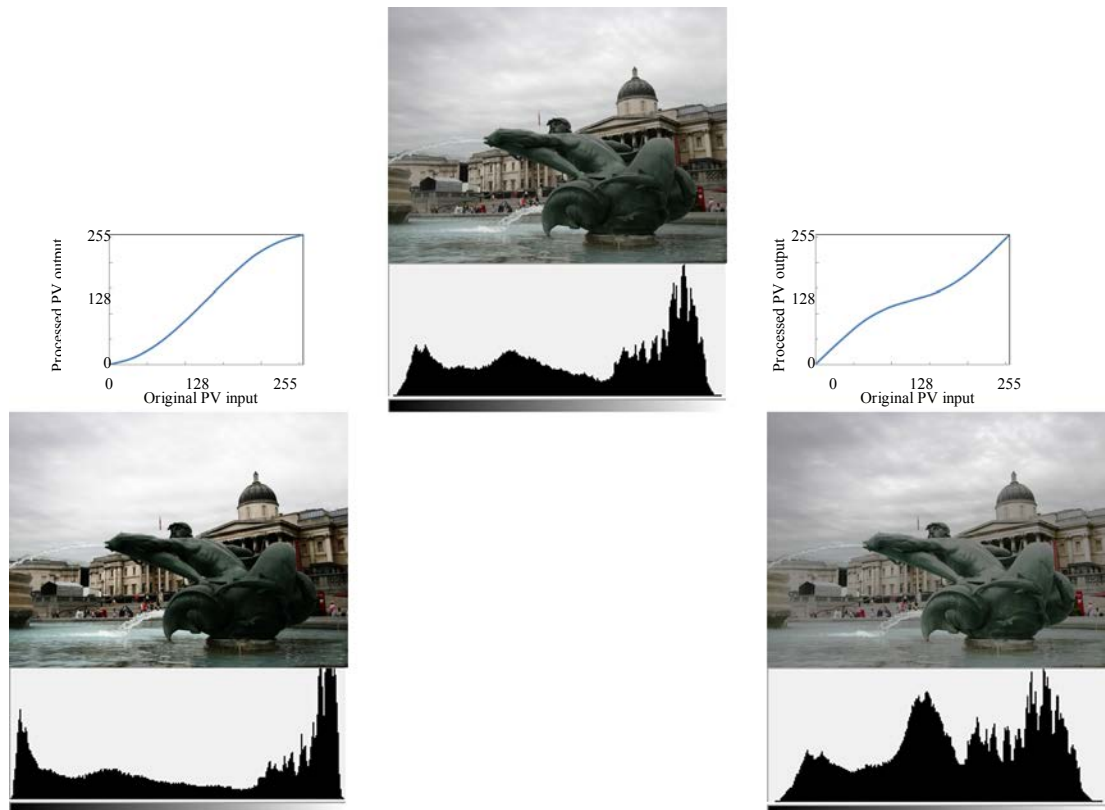 255
128
0
Processed PV output
0 128 255
Original PV input
255
128
0
Processed PV output
0 128 255
Original PV input